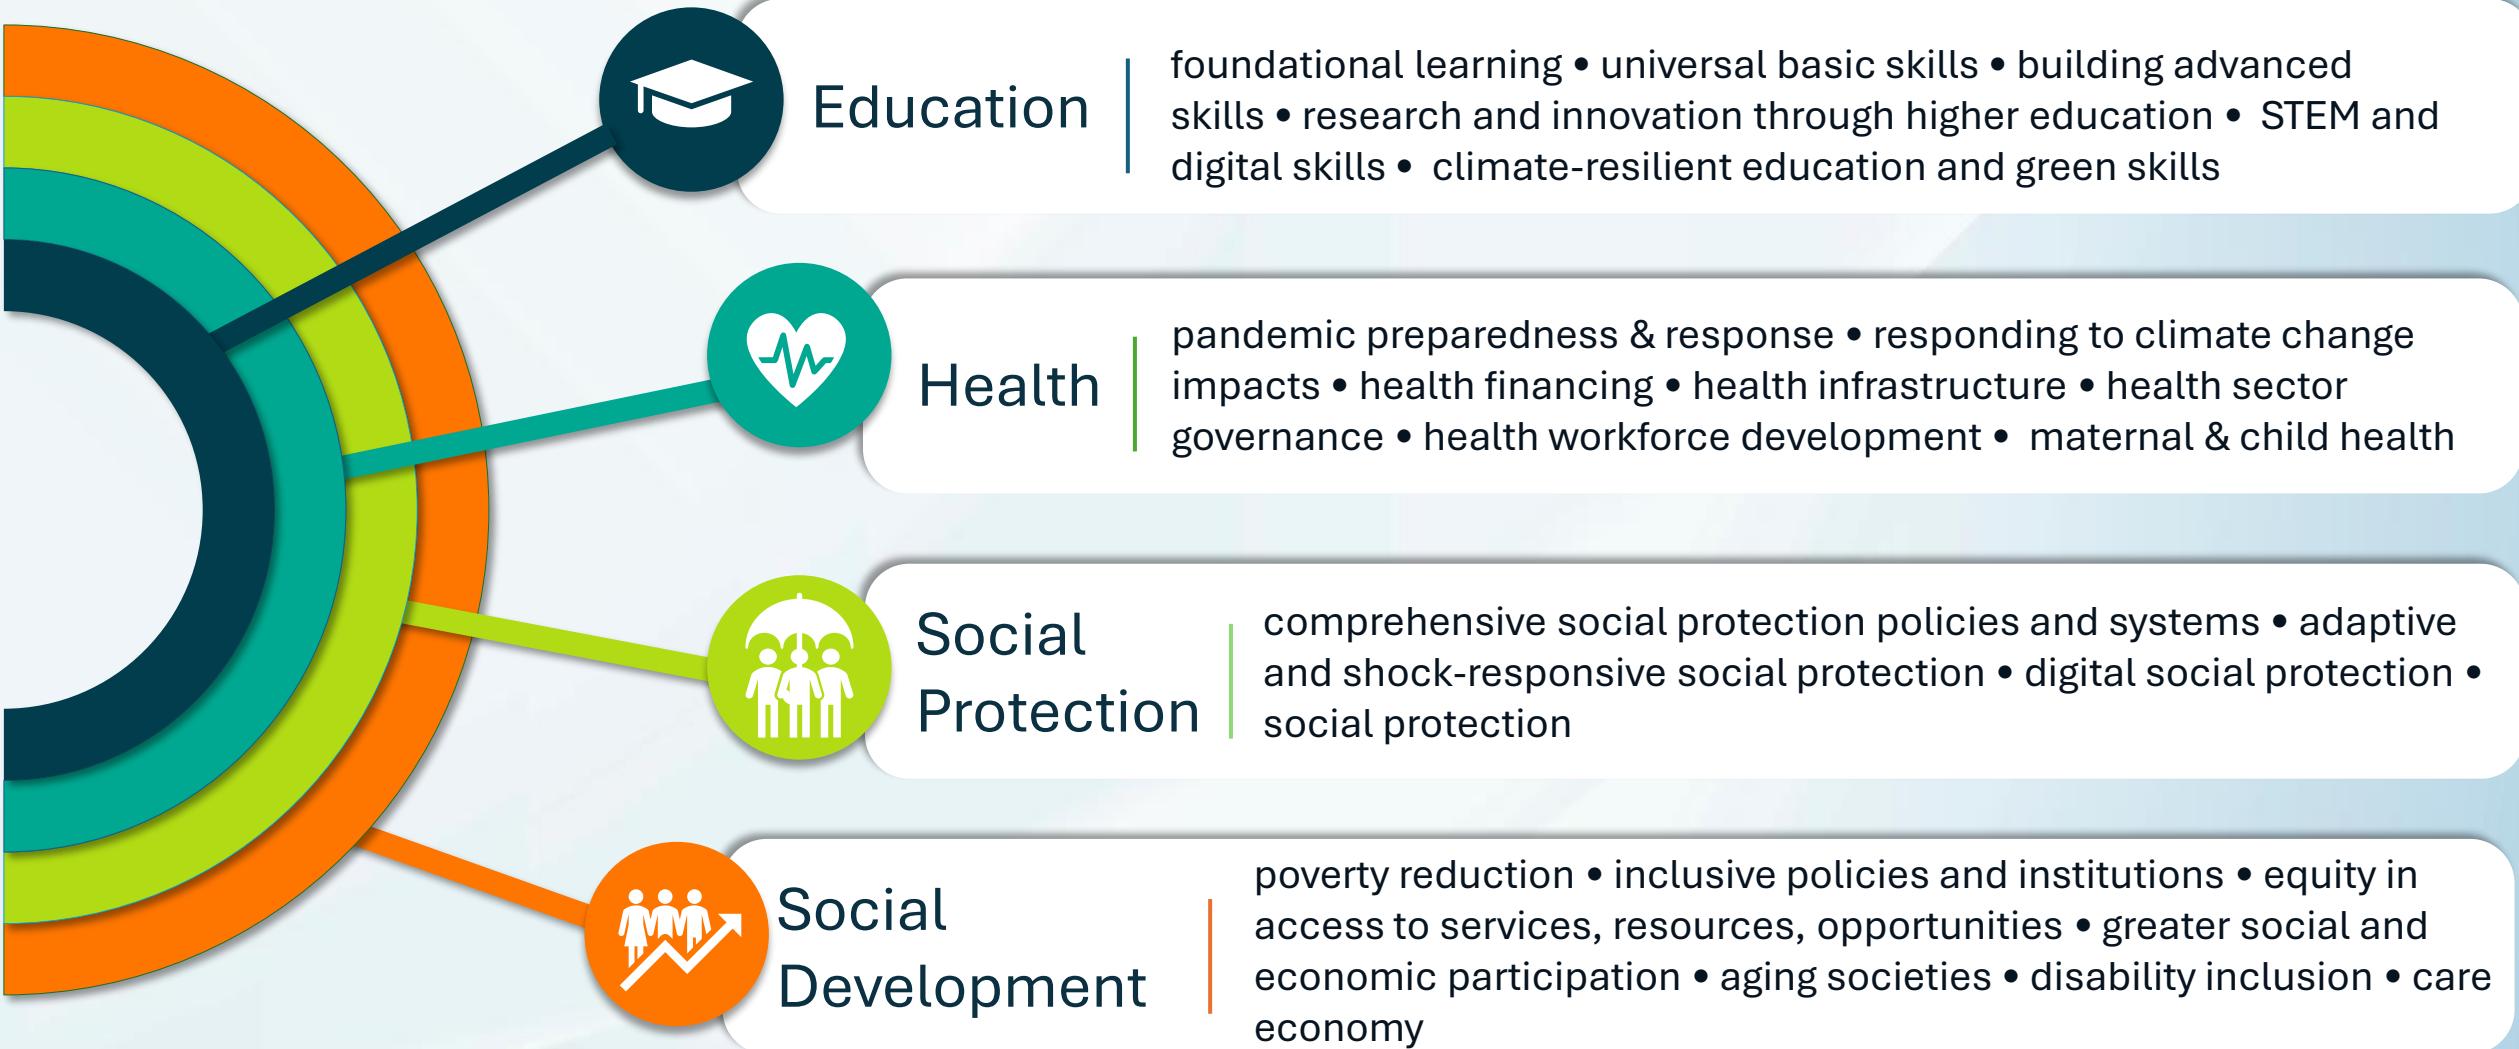 Education
foundational learning • universal basic skills • building advanced
skills • research and innovation through higher education • STEM and
digital skills • climate-resilient education and green skills
Health
pandemic preparedness & response • responding to climate change
impacts • health financing • health infrastructure • health sector
governance • health workforce development • maternal & child health
Social
Protection
comprehensive social protection policies and systems • adaptive
and shock-responsive social protection • digital social protection •
social protection
Social
Development
poverty reduction • inclusive policies and institutions • equity in
access to services, resources, opportunities • greater social and
economic participation • aging societies • disability inclusion • care
economy